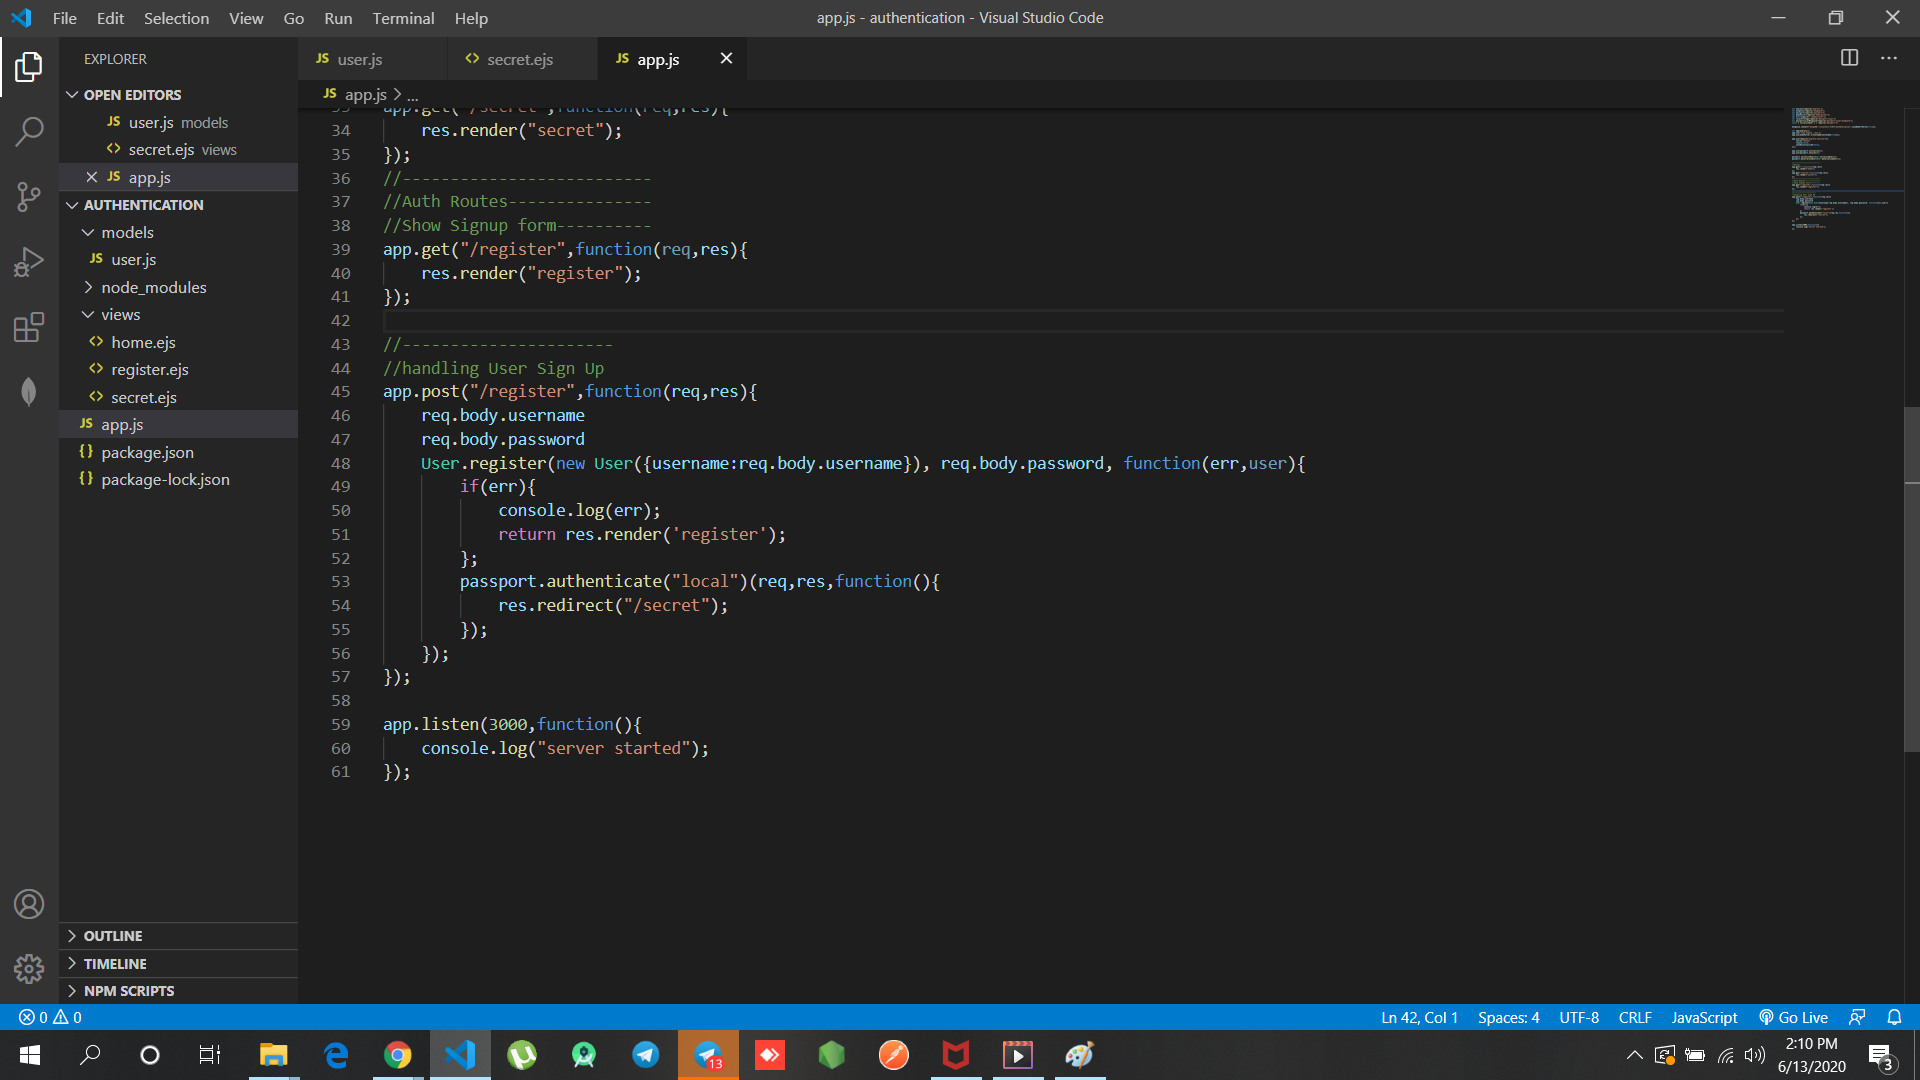 File Edit Selection View Go Run Terminal Help
app.js - authentication - Visual Studio Code
EXPLORER
OPEN EDITORS
JS user.js models
<> secret.ejs views
JS app.js
AUTHENTICATION
models
JS user.js
node_modules
views
<> home.ejs
<> register.ejs
<> secret.ejs
JS app.js
{} package.json
{} package-lock.json
OUTLINE
TIMELINE
NPM SCRIPTS
JS user.js
<> secret.ejs
JS app.js
JS app.js > ...
33 app.get("/secret",function(req,res){
34 res.render("secret");
35 });
36 //--------------------------
37 //Auth Routes---------------
38 //Show Signup form----------
39 app.get("/register",function(req,res){
40 res.render("register");
41 });
42
43 //----------------------
44 //handling User Sign Up
45 app.post("/register",function(req,res){
46 req.body.username
47 req.body.password
48 User.register(new User({username:req.body.username}), req.body.password, function(err,user){
49 if(err){
50 console.log(err);
51 return res.render('register');
52 };
53 passport.authenticate("local")(req,res,function(){
54 res.redirect("/secret");
55 });
56 });
57 });
58
59 app.listen(3000,function(){
60 console.log("server started");
61 });
0 0
Ln 42, Col 1 Spaces: 4 UTF-8 CRLF JavaScript Go Live
13
2:10 PM
6/13/2020
3